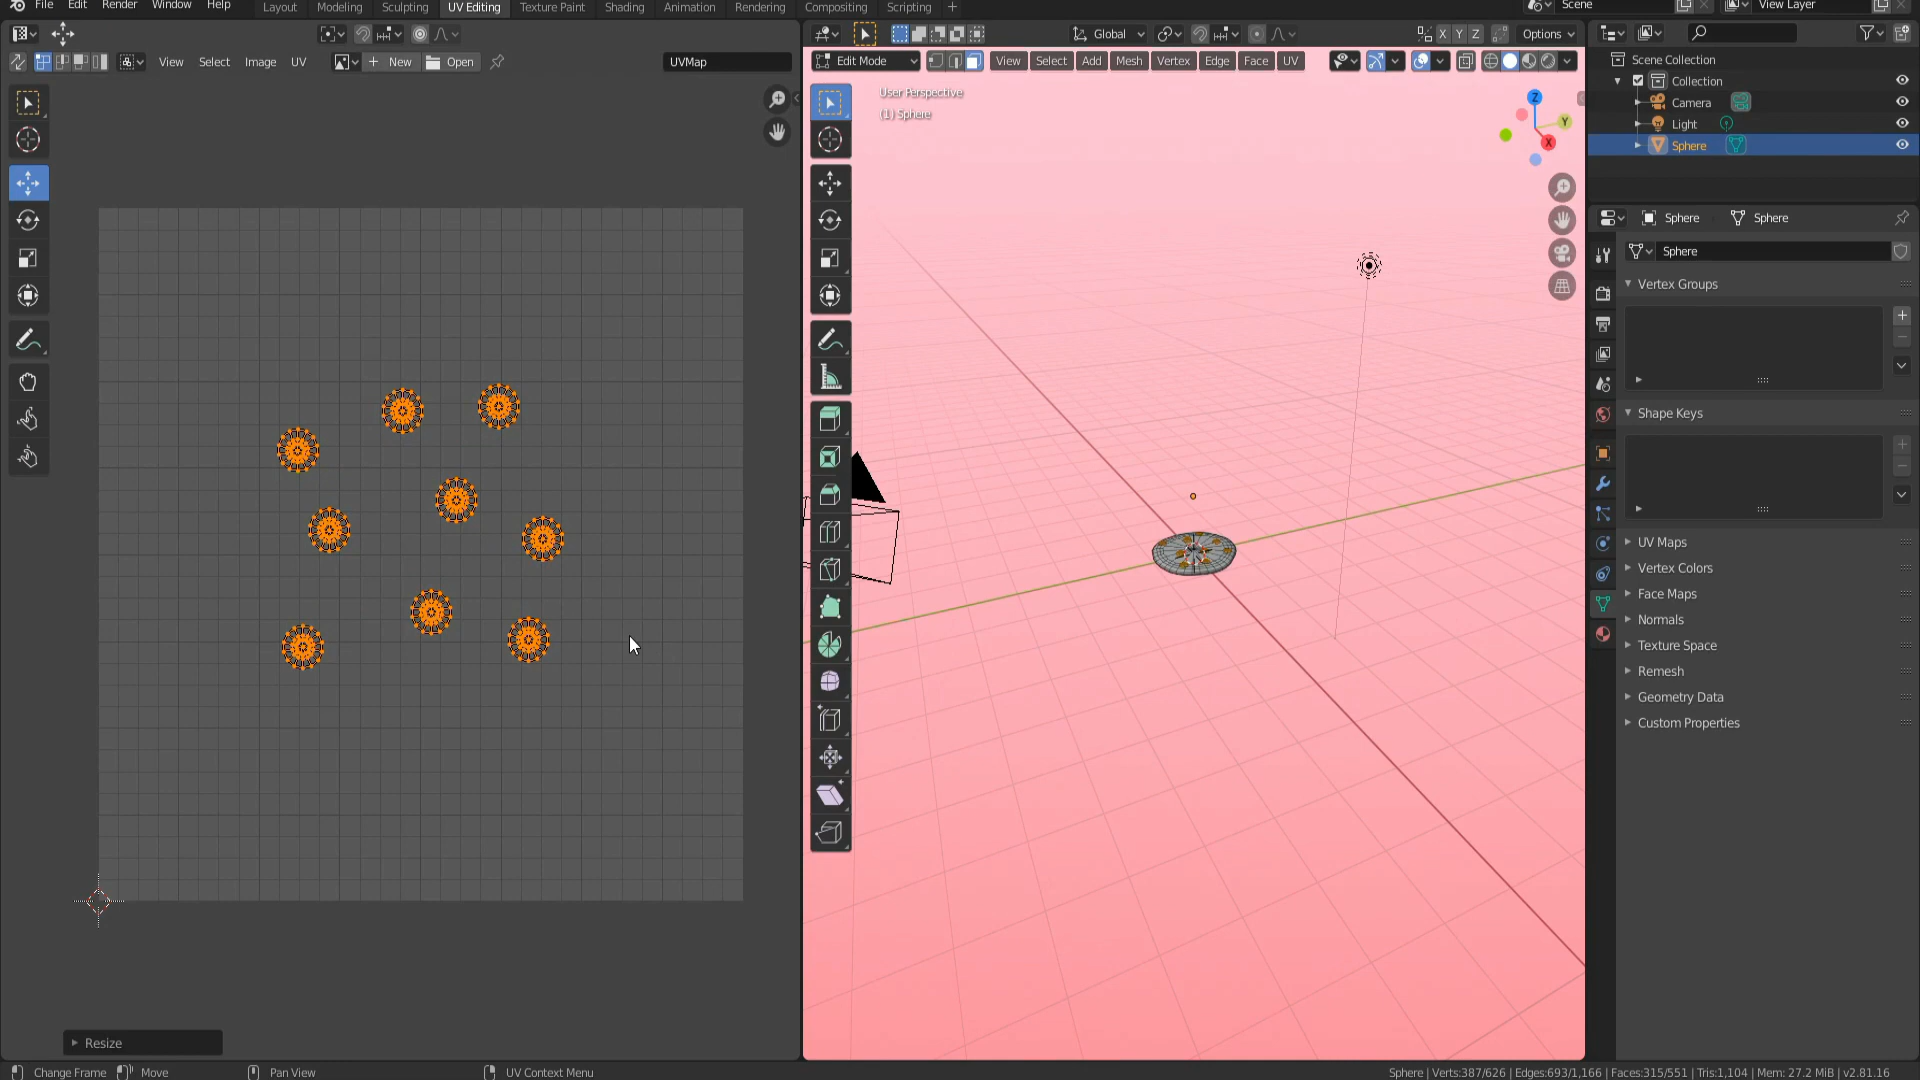 File Edit Render Window Help Layout Modeling Sculpting UV Editing Texture Paint Shading Animation Rendering Compositing Scripting + Scene View Layer
Global X Y Z Options
View Select Image UV + New Open UVMap
Edit Mode View Select Add Mesh Vertex Edge Face UV
User Perspective
(1) Sphere
Z
Y
X
Scene Collection
Collection
Camera
Light
Sphere
Sphere Sphere
Sphere
Vertex Groups
Shape Keys
UV Maps
Vertex Colors
Face Maps
Normals
Texture Space
Remesh
Geometry Data
Custom Properties
Resize
Change Frame Move Pan View UV Context Menu Sphere | Verts:387/626 | Edges:693/1,166 | Faces:315/551 | Tris:1,104 | Mem: 27.2 MiB | v2.81.16